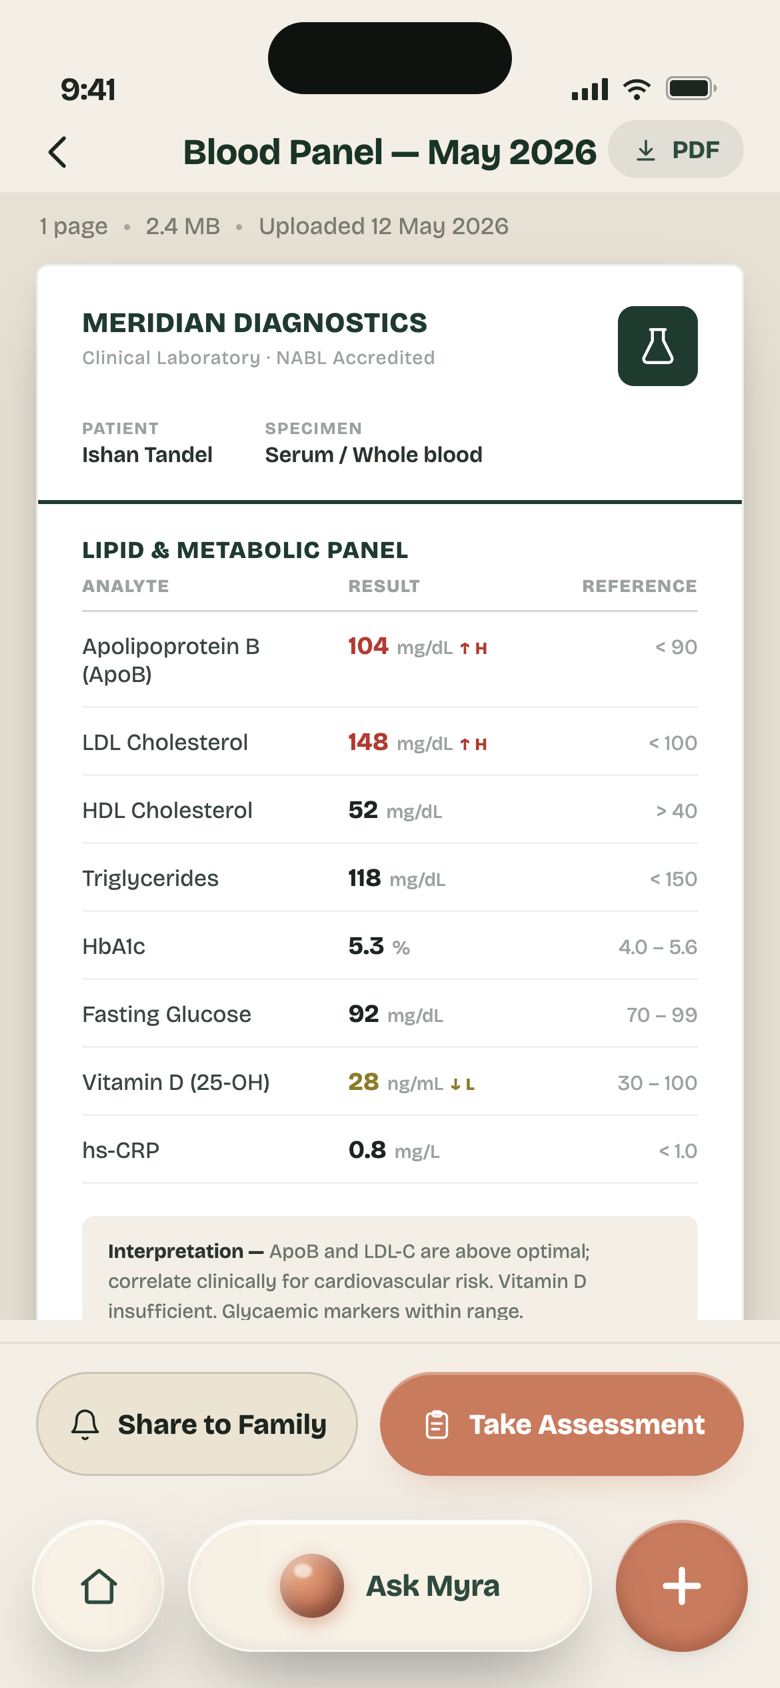 9:41
Blood Panel — May 2026
PDF
1 page • 2.4 MB • Uploaded 12 May 2026
MERIDIAN DIAGNOSTICS
Clinical Laboratory · NABL Accredited
PATIENT SPECIMEN
Ishan Tandel Serum / Whole blood
LIPID & METABOLIC PANEL
ANALYTE RESULT REFERENCE
Apolipoprotein B (ApoB) 104 mg/dL ↑ H < 90
LDL Cholesterol 148 mg/dL ↑ H < 100
HDL Cholesterol 52 mg/dL > 40
Triglycerides 118 mg/dL < 150
HbA1c 5.3 % 4.0 – 5.6
Fasting Glucose 92 mg/dL 70 – 99
Vitamin D (25-OH) 28 ng/mL ↓ L 30 – 100
hs-CRP 0.8 mg/L < 1.0
Interpretation — ApoB and LDL-C are above optimal;
correlate clinically for cardiovascular risk. Vitamin D
insufficient. Glycaemic markers within range.
Share to Family
Take Assessment
Ask Myra